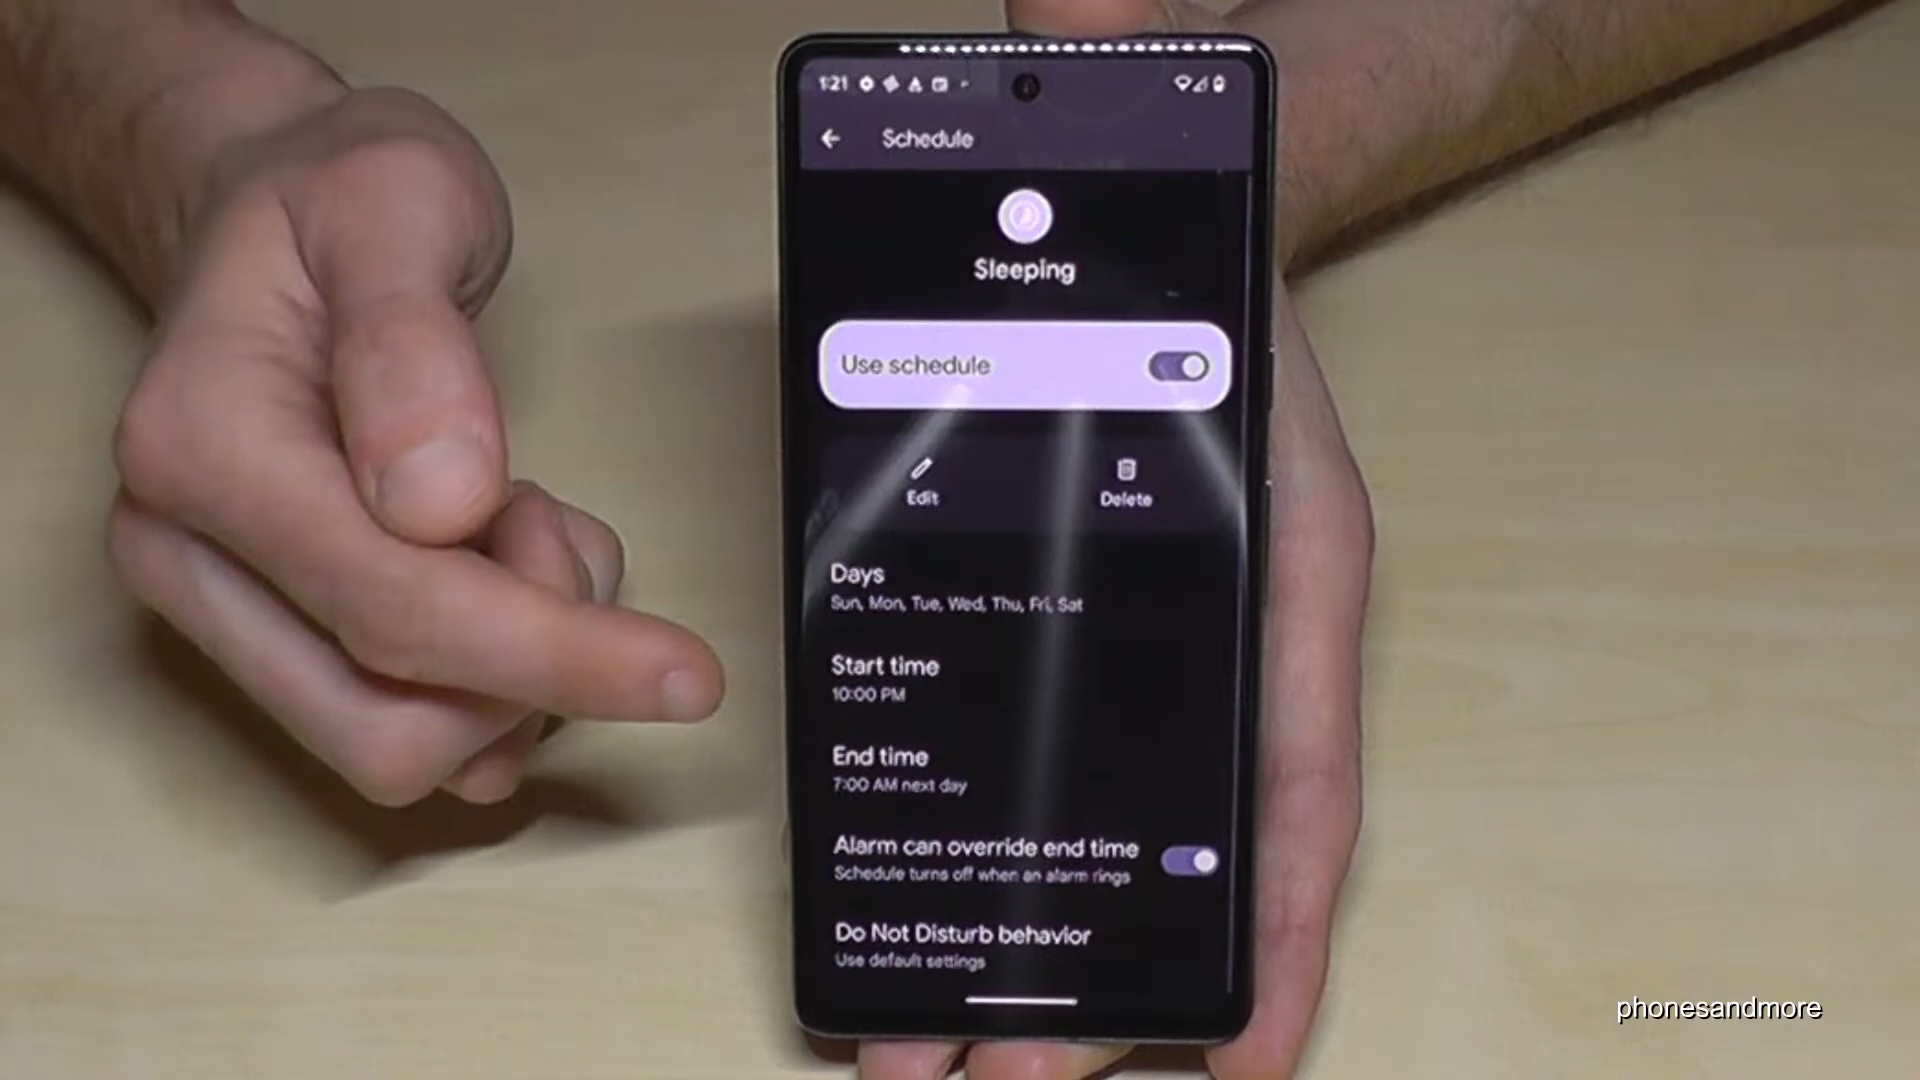 1:21
Schedule
Sleeping
Use schedule
Edit
Delete
Days
Sun, Mon, Tue, Wed, Thu, Fri, Sat
Start time
10:00 PM
End time
7:00 AM next day
Alarm can override end time
Schedule turns off when an alarm rings
Do Not Disturb behavior
Use default settings
phonesandmore